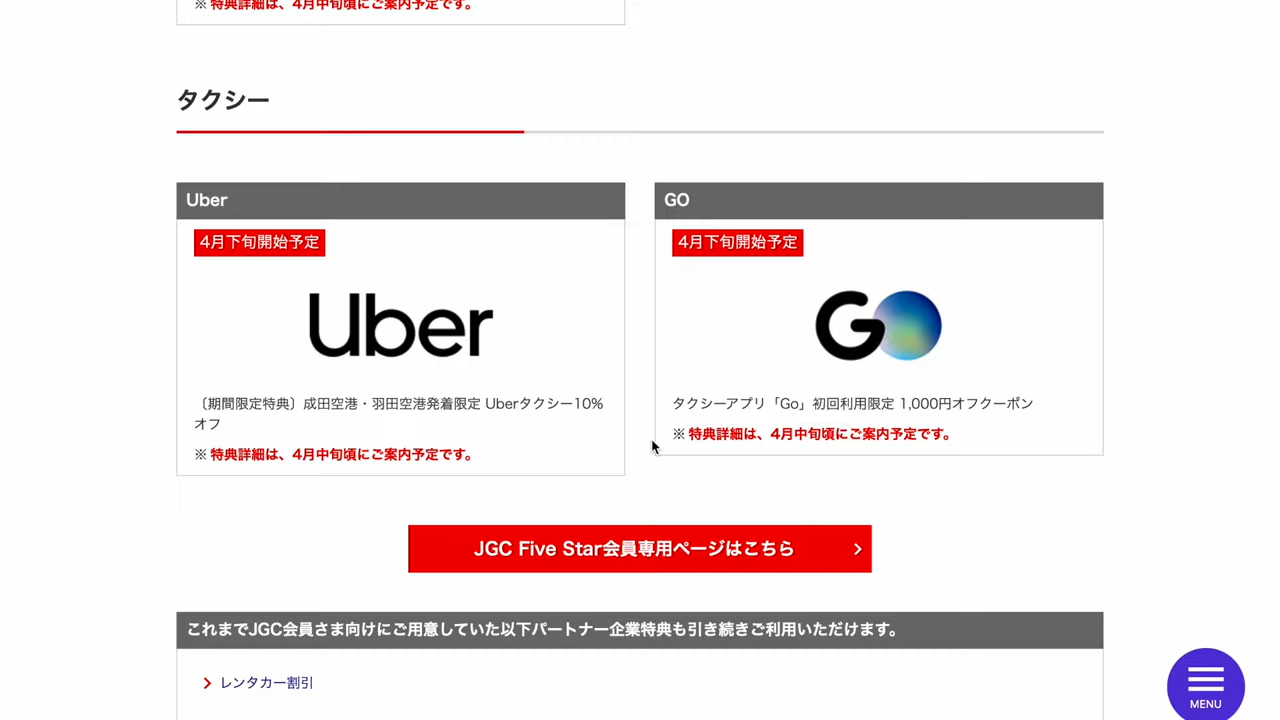 ※ 特典詳細は、4月中旬頃にご案内予定です。
タクシー
Uber
4月下旬開始予定
Uber
〔期間限定特典〕成田空港・羽田空港発着限定 Uberタクシー10%
オフ
※ 特典詳細は、4月中旬頃にご案内予定です。
GO
4月下旬開始予定
GO
タクシーアプリ「Go」初回利用限定 1,000円オフクーポン
※ 特典詳細は、4月中旬頃にご案内予定です。
JGC Five Star会員専用ページはこちら
これまでJGC会員さま向けにご用意していた以下パートナー企業特典も引き続きご利用いただけます。
レンタカー割引
MENU